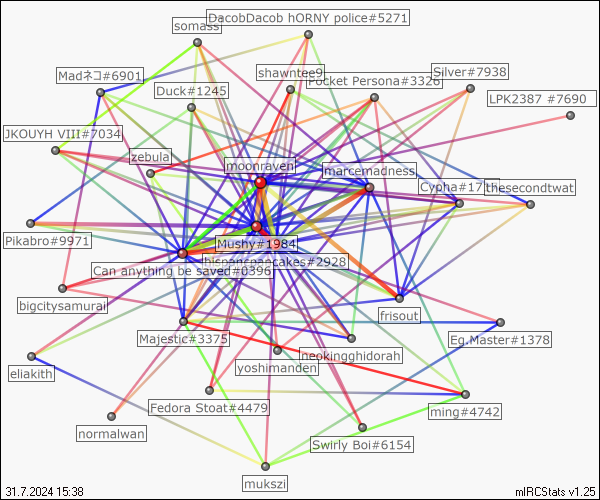 DacobDacob hORNY police#5271
somass
shawntee9
Pocket Persona#3326
Silver#7938
Madネコ#6901
Duck#1245
LPK2387 #7690
JKOUYH VIII#7034
zebula
moonraven
marcemadness
Cypha#17
thesecondtwat
Pikabro#9971
Mushy#1984
hispanicpancakes#2928
Can anything be saved#0396
bigcitysamurai
frisout
Majestic#3375
Eg.Master#1378
neokingghidorah
yoshimanden
eliakith
Fedora Stoat#4479
ming#4742
normalwan
Swirly Boi#6154
mukszi
31.7.2024 15:38
mIRCStats v1.25